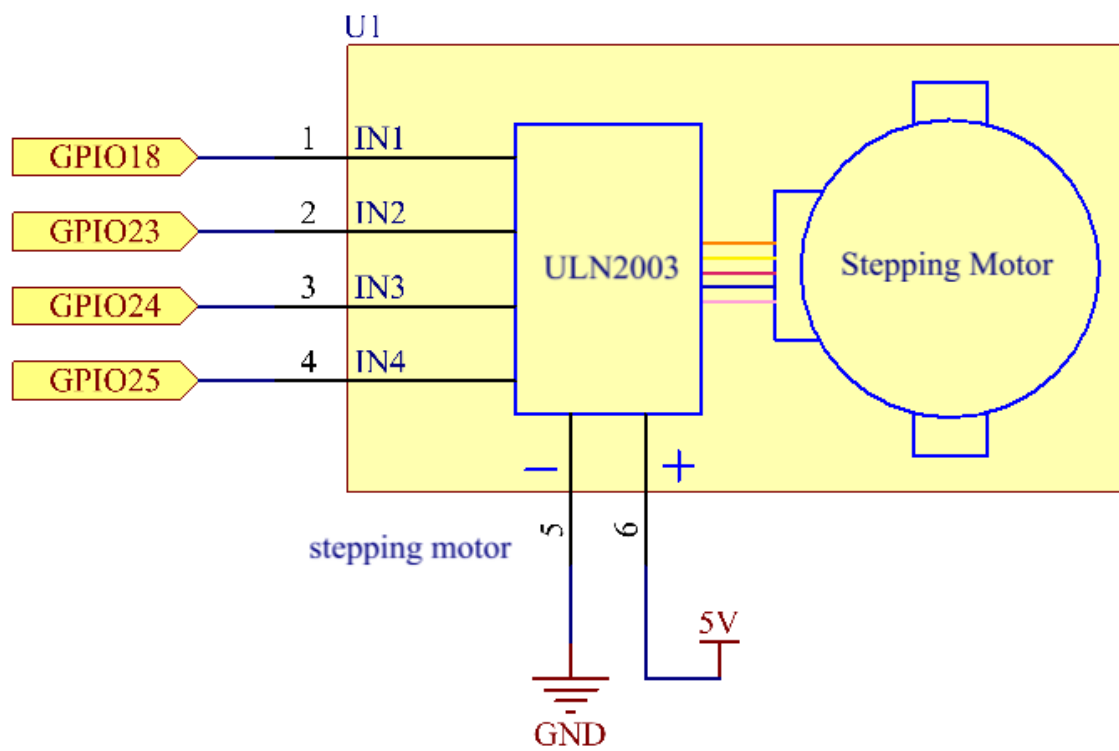 U1
GPIO18 1 IN1
GPIO23 2 IN2
GPIO24 3 IN3
GPIO25 4 IN4
ULN2003
Stepping Motor
− +
stepping motor
5 6
5V
GND